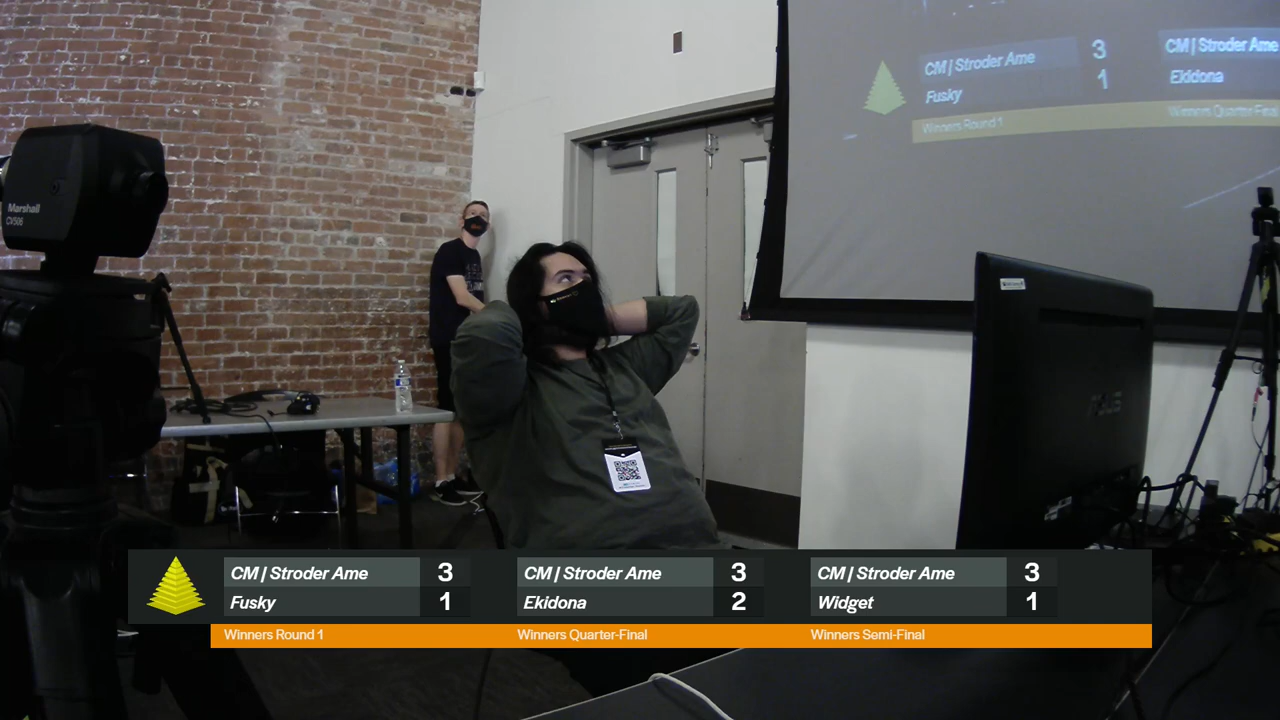 CM | Stroder Ame 3
Fusky 1
Winners Round 1
CM | Stroder Ame
Ekidona
Winners Quarter-Final
Marshall
CV506
ASUS
CM | Stroder Ame 3
Fusky 1
Winners Round 1
CM | Stroder Ame 3
Ekidona 2
Winners Quarter-Final
CM | Stroder Ame 3
Widget 1
Winners Semi-Final